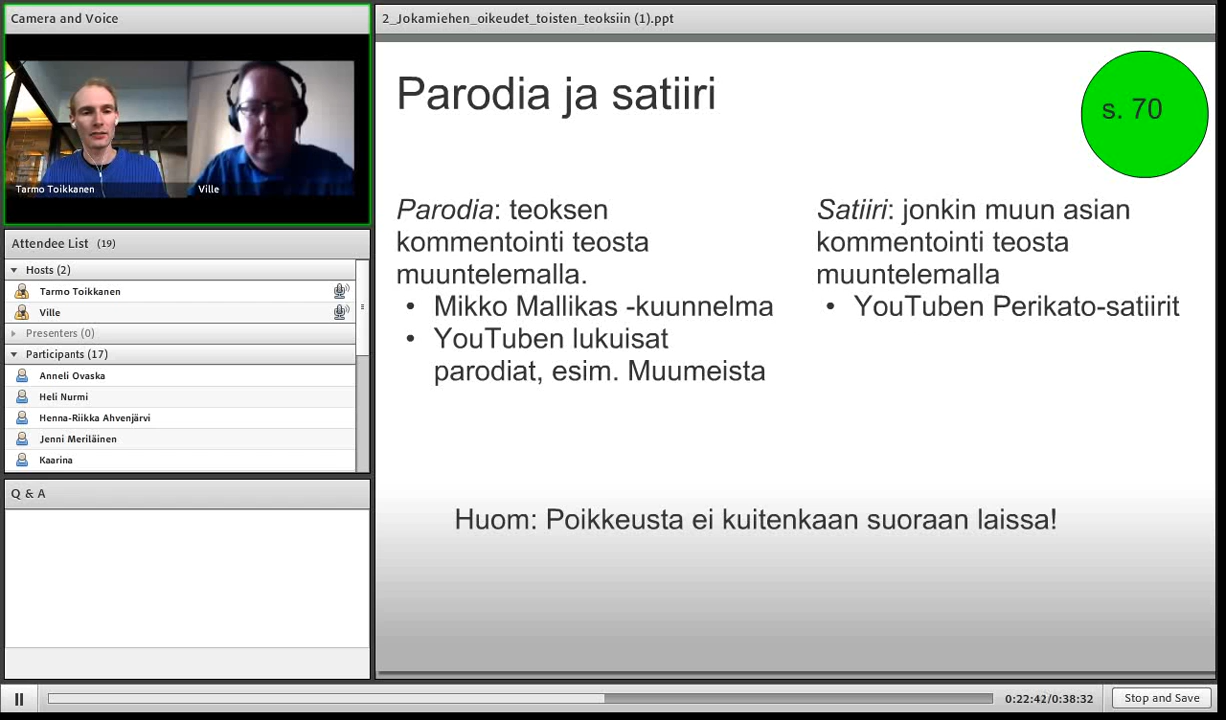 Camera and Voice
Tarmo Toikkanen
Ville
Attendee List (19)
Hosts (2)
Tarmo Toikkanen
Ville
Presenters (0)
Participants (17)
Anneli Ovaska
Heli Nurmi
Henna-Riikka Ahvenjärvi
Jenni Meriläinen
Kaarina
Q & A
2_Jokamiehen_oikeudet_toisten_teoksiin (1).ppt
Parodia ja satiiri
s. 70
Parodia: teoksen
kommentointi teosta
muuntelemalla.
• Mikko Mallikas -kuunnelma
• YouTuben lukuisat
parodiat, esim. Muumeista
Satiiri: jonkin muun asian
kommentointi teosta
muuntelemalla
• YouTuben Perikato-satiirit
Huom: Poikkeusta ei kuitenkaan suoraan laissa!
0:22:42/0:38:32
Stop and Save